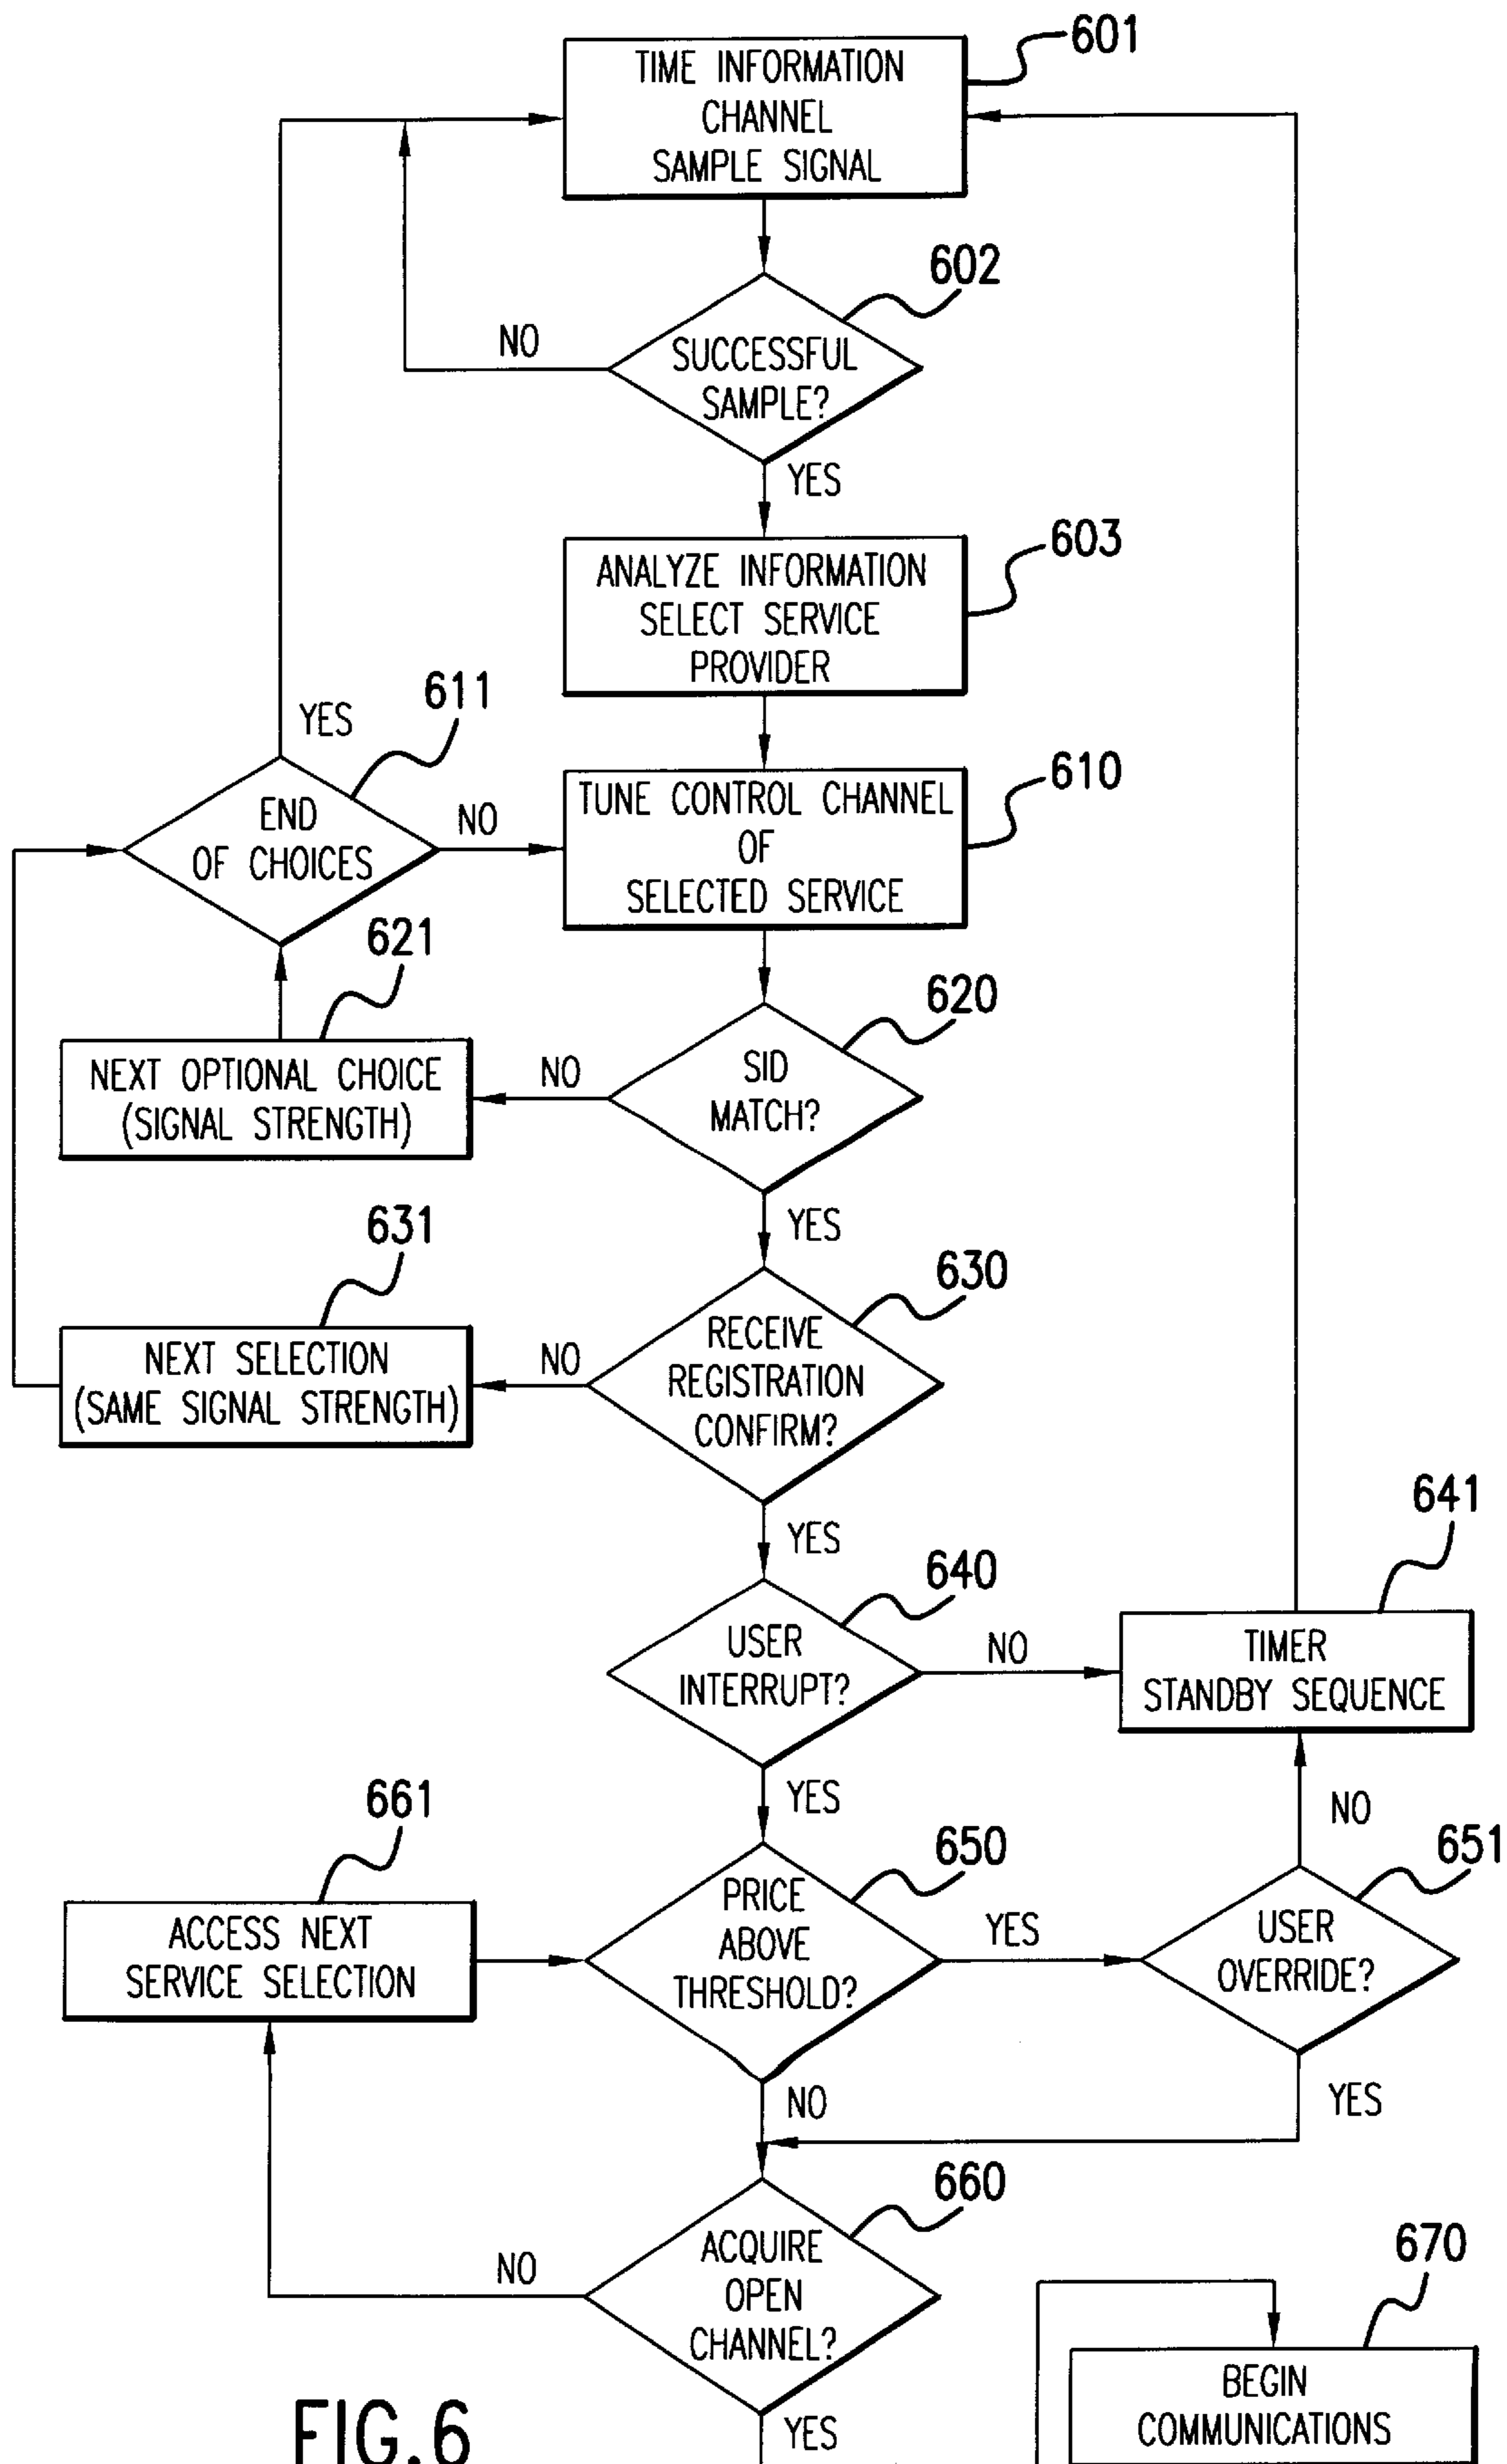 601
TIME INFORMATION
CHANNEL
SAMPLE SIGNAL
602
NO
SUCCESSFUL
SAMPLE?
YES
603
ANALYZE INFORMATION
SELECT SERVICE
PROVIDER
611
YES
END
OF CHOICES
NO
610
TUNE CONTROL CHANNEL
OF
SELECTED SERVICE
621
620
NEXT OPTIONAL CHOICE
(SIGNAL STRENGTH)
NO
SID
MATCH?
YES
631
630
NEXT SELECTION
(SAME SIGNAL STRENGTH)
NO
RECEIVE
REGISTRATION
CONFIRM?
YES
641
640
USER
INTERRUPT?
NO
TIMER
STANDBY SEQUENCE
YES
NO
661
650
651
ACCESS NEXT
SERVICE SELECTION
PRICE
ABOVE
THRESHOLD?
YES
USER
OVERRIDE?
NO
YES
660
NO
ACQUIRE
OPEN
CHANNEL?
670
BEGIN
COMMUNICATIONS
YES
FIG.6